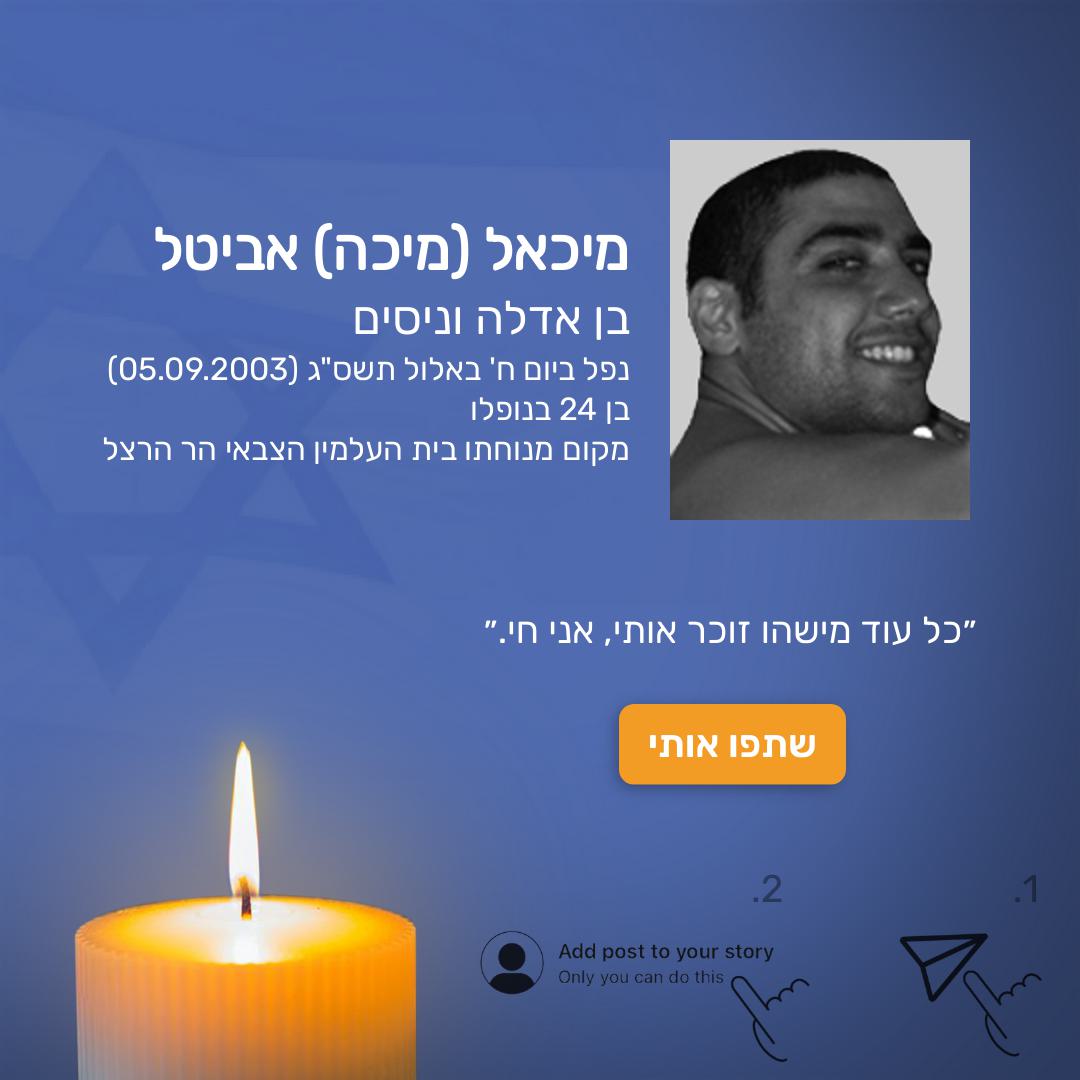 מיכאל (מיכה) אביטל
בן אדלה וניסים
נפל ביום ח' באלול תשס"ג (05.09.2003)
בן 24 בנופלו
מקום מנוחתו בית העלמין הצבאי הר הרצל
״כל עוד מישהו זוכר אותי, אני חי.״
שתפו אותי
1.
2.
Add post to your story
Only you can do this